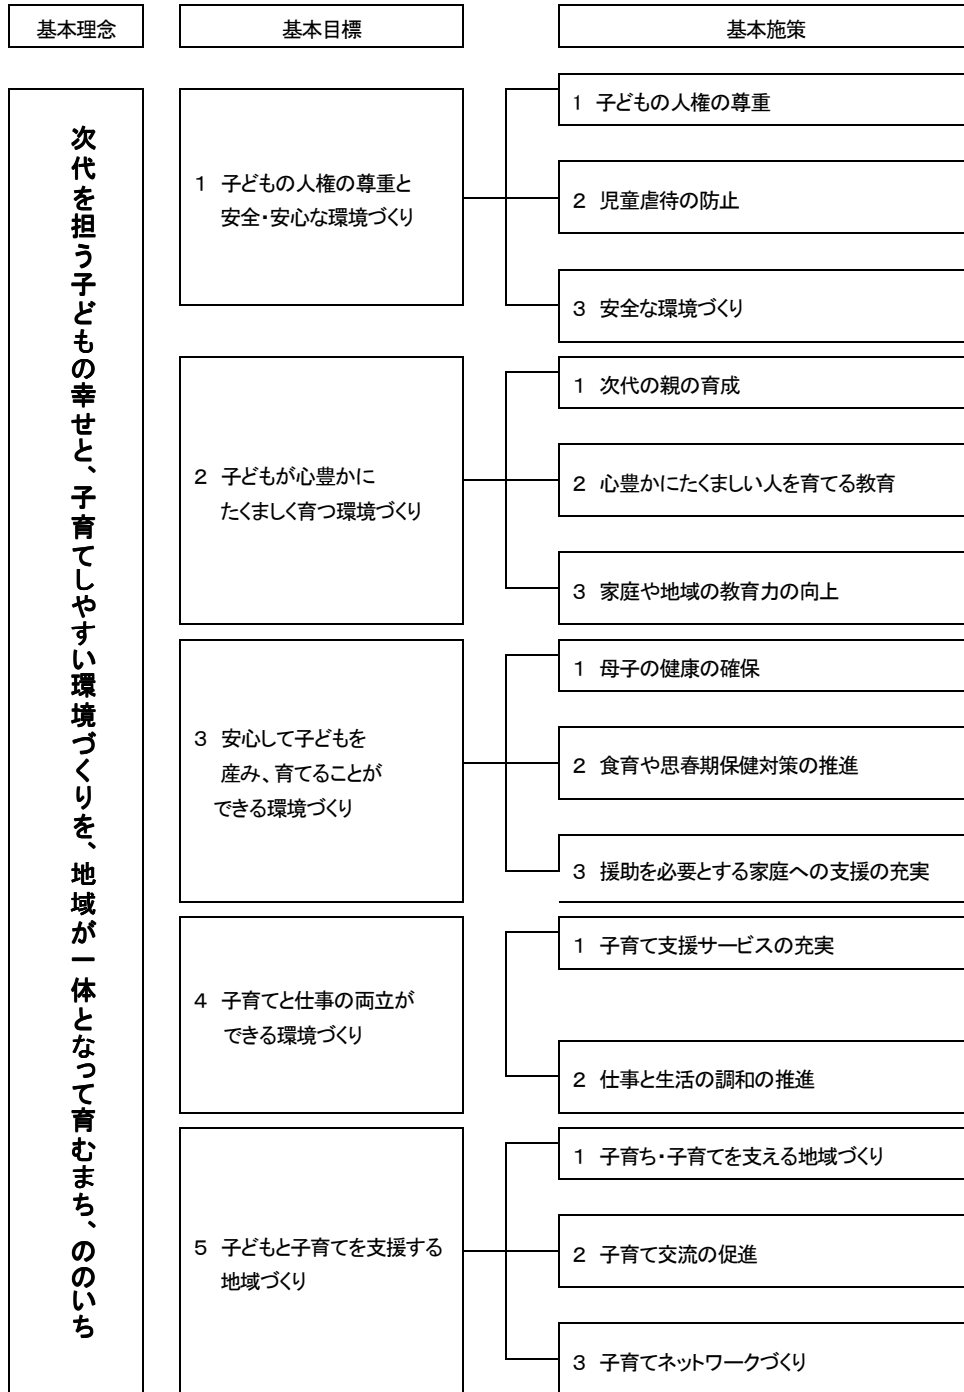 基本理念
基本目標
基本施策
次代を担う子どもの幸せと、子育てしやすい環境づくりを、地域が一体となって育むまち、ののいち
1 子どもの人権の尊重と
安全・安心な環境づくり
1 子どもの人権の尊重
2 児童虐待の防止
3 安全な環境づくり
2 子どもが心豊かに
たくましく育つ環境づくり
1 次代の親の育成
2 心豊かにたくましい人を育てる教育
3 家庭や地域の教育力の向上
3 安心して子どもを
産み、育てることが
できる環境づくり
1 母子の健康の確保
2 食育や思春期保健対策の推進
3 援助を必要とする家庭への支援の充実
4 子育てと仕事の両立が
できる環境づくり
1 子育て支援サービスの充実
2 仕事と生活の調和の推進
5 子どもと子育てを支援する
地域づくり
1 子育ち・子育てを支える地域づくり
2 子育て交流の促進
3 子育てネットワークづくり